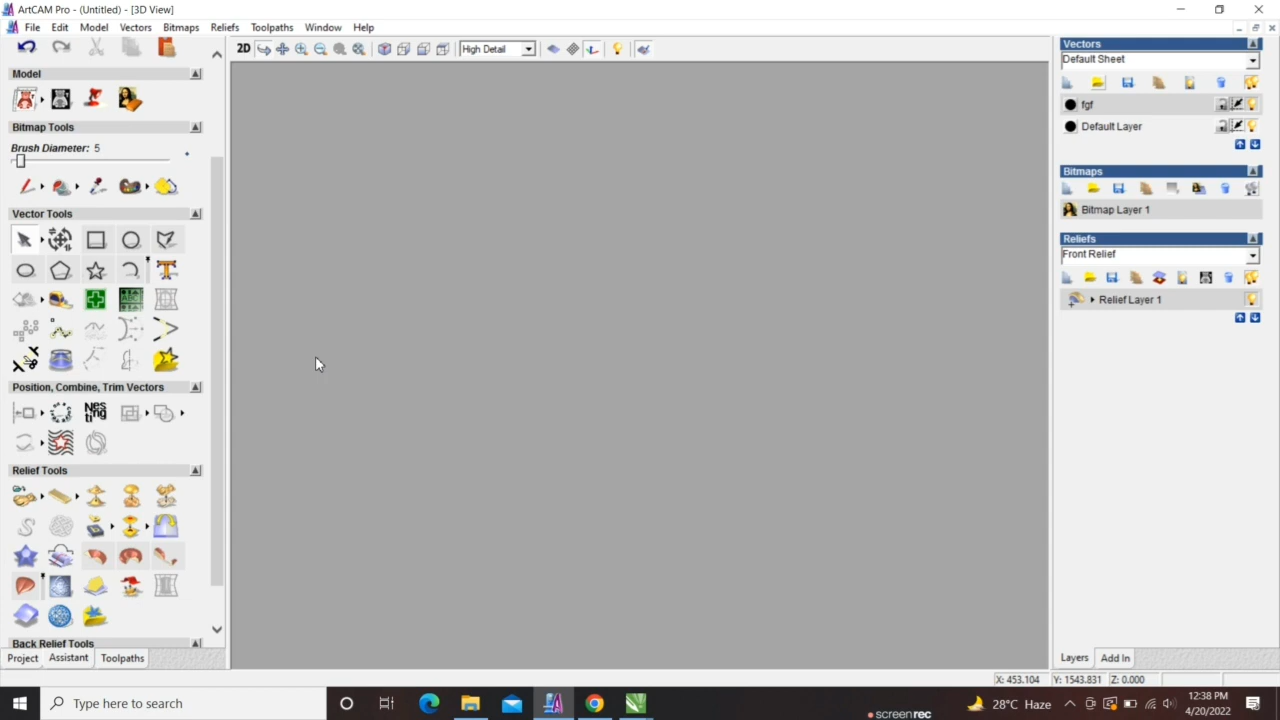 ArtCAM Pro - (Untitled) - [3D View]
File Edit Model Vectors Bitmaps Reliefs Toolpaths Window Help
2D High Detail
Model
Bitmap Tools
Brush Diameter: 5
Vector Tools
Position, Combine, Trim Vectors
Nes
ting
Relief Tools
Back Relief Tools
Project Assistant Toolpaths
Vectors
Default Sheet
fgf
Default Layer
Bitmaps
Bitmap Layer 1
Reliefs
Front Relief
Relief Layer 1
Layers Add In
X: 453.104 Y: 1543.831 Z: 0.000
Type here to search
screenrec
28°C Haze
12:38 PM
4/20/2022